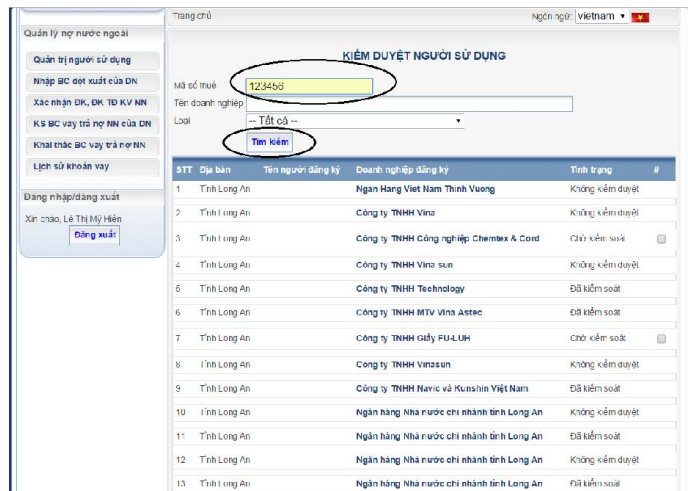 Trang chủ
Ngôn ngữ: vietnam
Quản lý nợ nước ngoài
Quản trị người sử dụng
Nhập BC đột xuất của DN
Xác nhận ĐK, ĐK TĐ KV NN
KS BC vay trả nợ NN của DN
Khai thác BC vay trả nợ NN
Lịch sử khoản vay
Đăng nhập/đăng xuất
Xin chào, Lê Thị Mỹ Hiền
Đăng xuất
KIỂM DUYỆT NGƯỜI SỬ DỤNG
Mã số thuế 123456
Tên doanh nghiệp
Loại -- Tất cả --
Tìm kiếm
STT Địa bàn Tên người đăng ký Doanh nghiệp đăng ký Tình trạng #
1 Tỉnh Long An Ngan Hang Viet Nam Thinh Vuong Không kiểm duyệt
2 Tỉnh Long An Công ty TNHH Vina Không kiểm duyệt
3 Tỉnh Long An Công ty TNHH Công nghiệp Chemtex & Cord Chờ kiểm soát
4 Tỉnh Long An Công ty TNHH Vina sun Không kiểm duyệt
5 Tỉnh Long An Công ty TNHH Technology Đã kiểm soát
6 Tỉnh Long An Công ty TNHH MTV Vina Astec Đã kiểm soát
7 Tỉnh Long An Công ty TNHH Giấy FU-LUH Chờ kiểm soát
8 Tỉnh Long An Công ty TNHH Vinasun Không kiểm duyệt
9 Tỉnh Long An Công ty TNHH Navic và Kunshin Việt Nam Đã kiểm soát
10 Tỉnh Long An Ngân hàng Nhà nước chi nhánh tỉnh Long An Không kiểm duyệt
11 Tỉnh Long An Ngân hàng Nhà nước chi nhánh tỉnh Long An Đã kiểm soát
12 Tỉnh Long An Ngân hàng Nhà nước chi nhánh tỉnh Long An Không kiểm duyệt
13 Tỉnh Long An Ngân hàng Nhà nước chi nhánh tỉnh Long An Đã kiểm soát